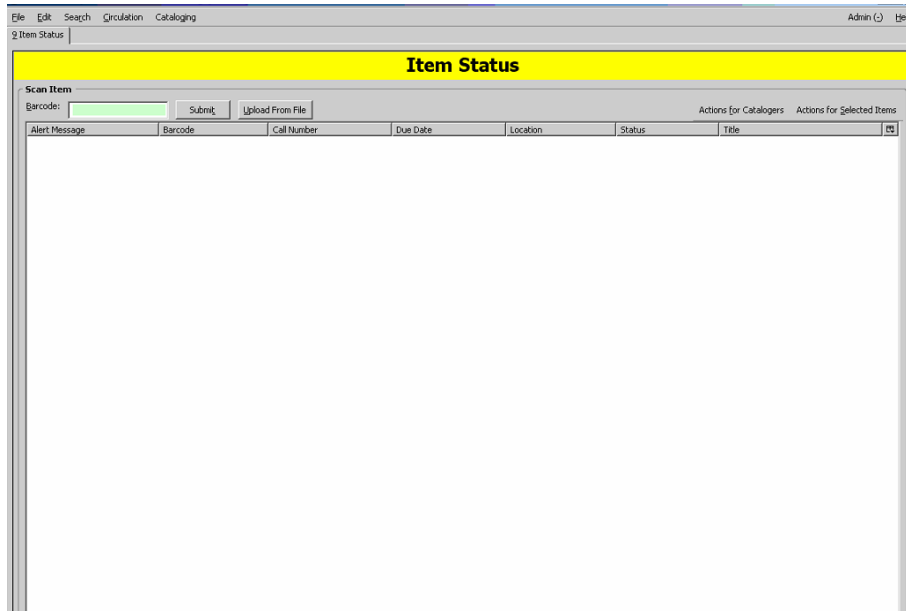 File Edit Search Circulation Cataloging Admin (-)
9 Item Status
Item Status
Scan Item
Barcode: Submit Upload From File Actions for Catalogers Actions for Selected Items
Alert Message Barcode Call Number Due Date Location Status Title